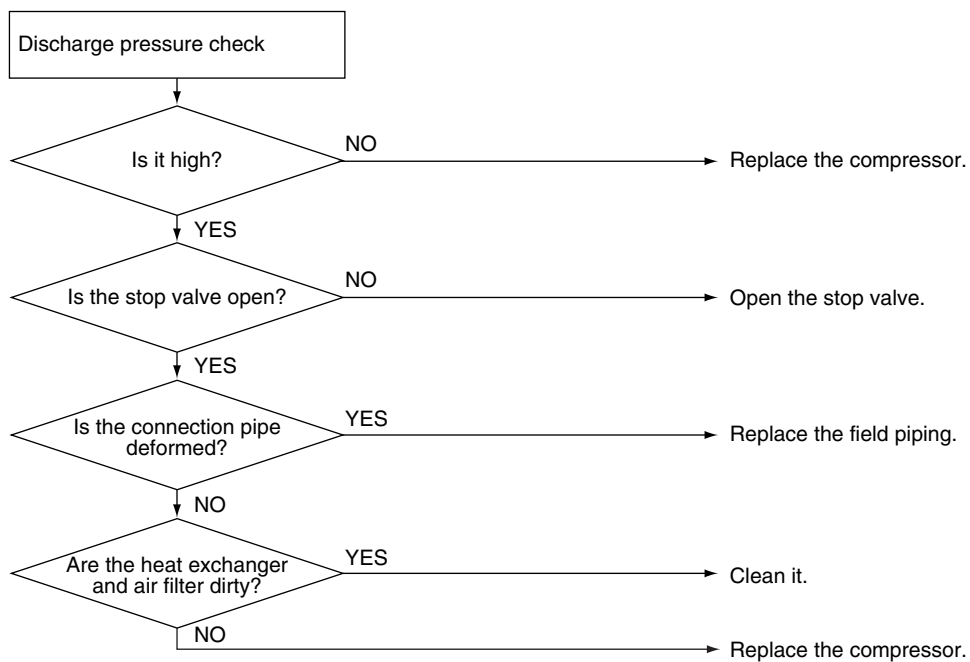 Discharge pressure check
Is it high?
NO
Replace the compressor.
YES
Is the stop valve open?
NO
Open the stop valve.
YES
Is the connection pipe
deformed?
YES
Replace the field piping.
NO
Are the heat exchanger
and air filter dirty?
YES
Clean it.
NO
Replace the compressor.